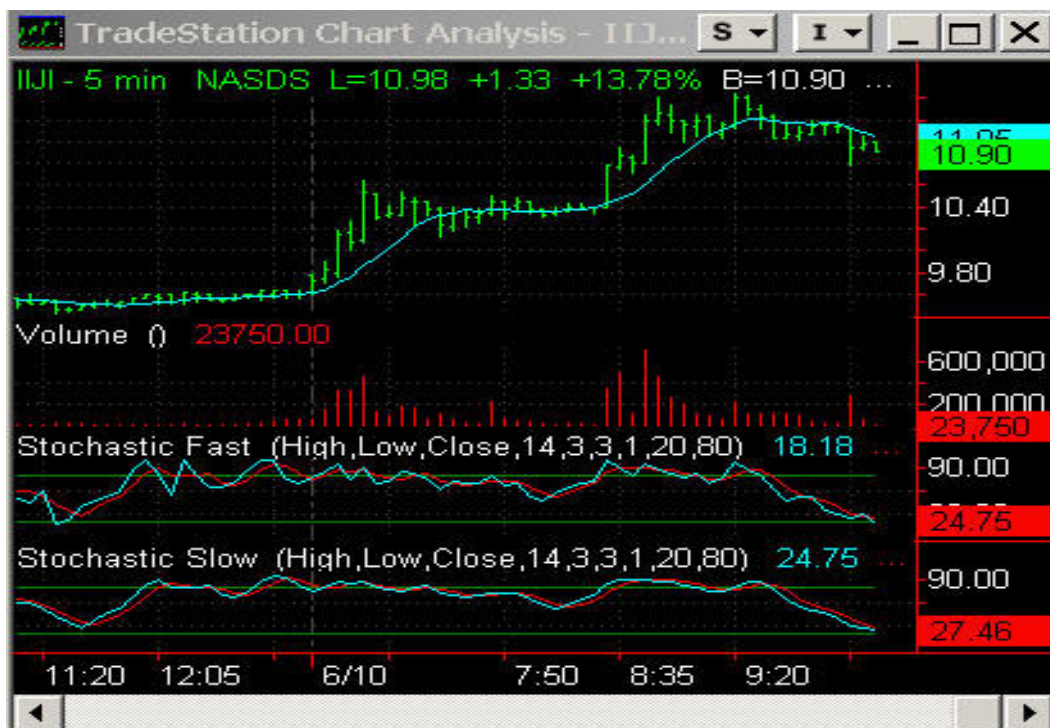 TradeStation Chart Analysis - IIJ... S I
IIJI - 5 min NASDS L=10.98 +1.33 +13.78% B=10.90 ...
10.90
10.40
9.80
Volume () 23750.00
600,000
200,000
23,750
Stochastic Fast (High,Low,Close,14,3,3,1,20,80) 18.18 ...
90.00
24.75
Stochastic Slow (High,Low,Close,14,3,3,1,20,80) 24.75 ...
90.00
27.46
11:20 12:05 6/10 7:50 8:35 9:20